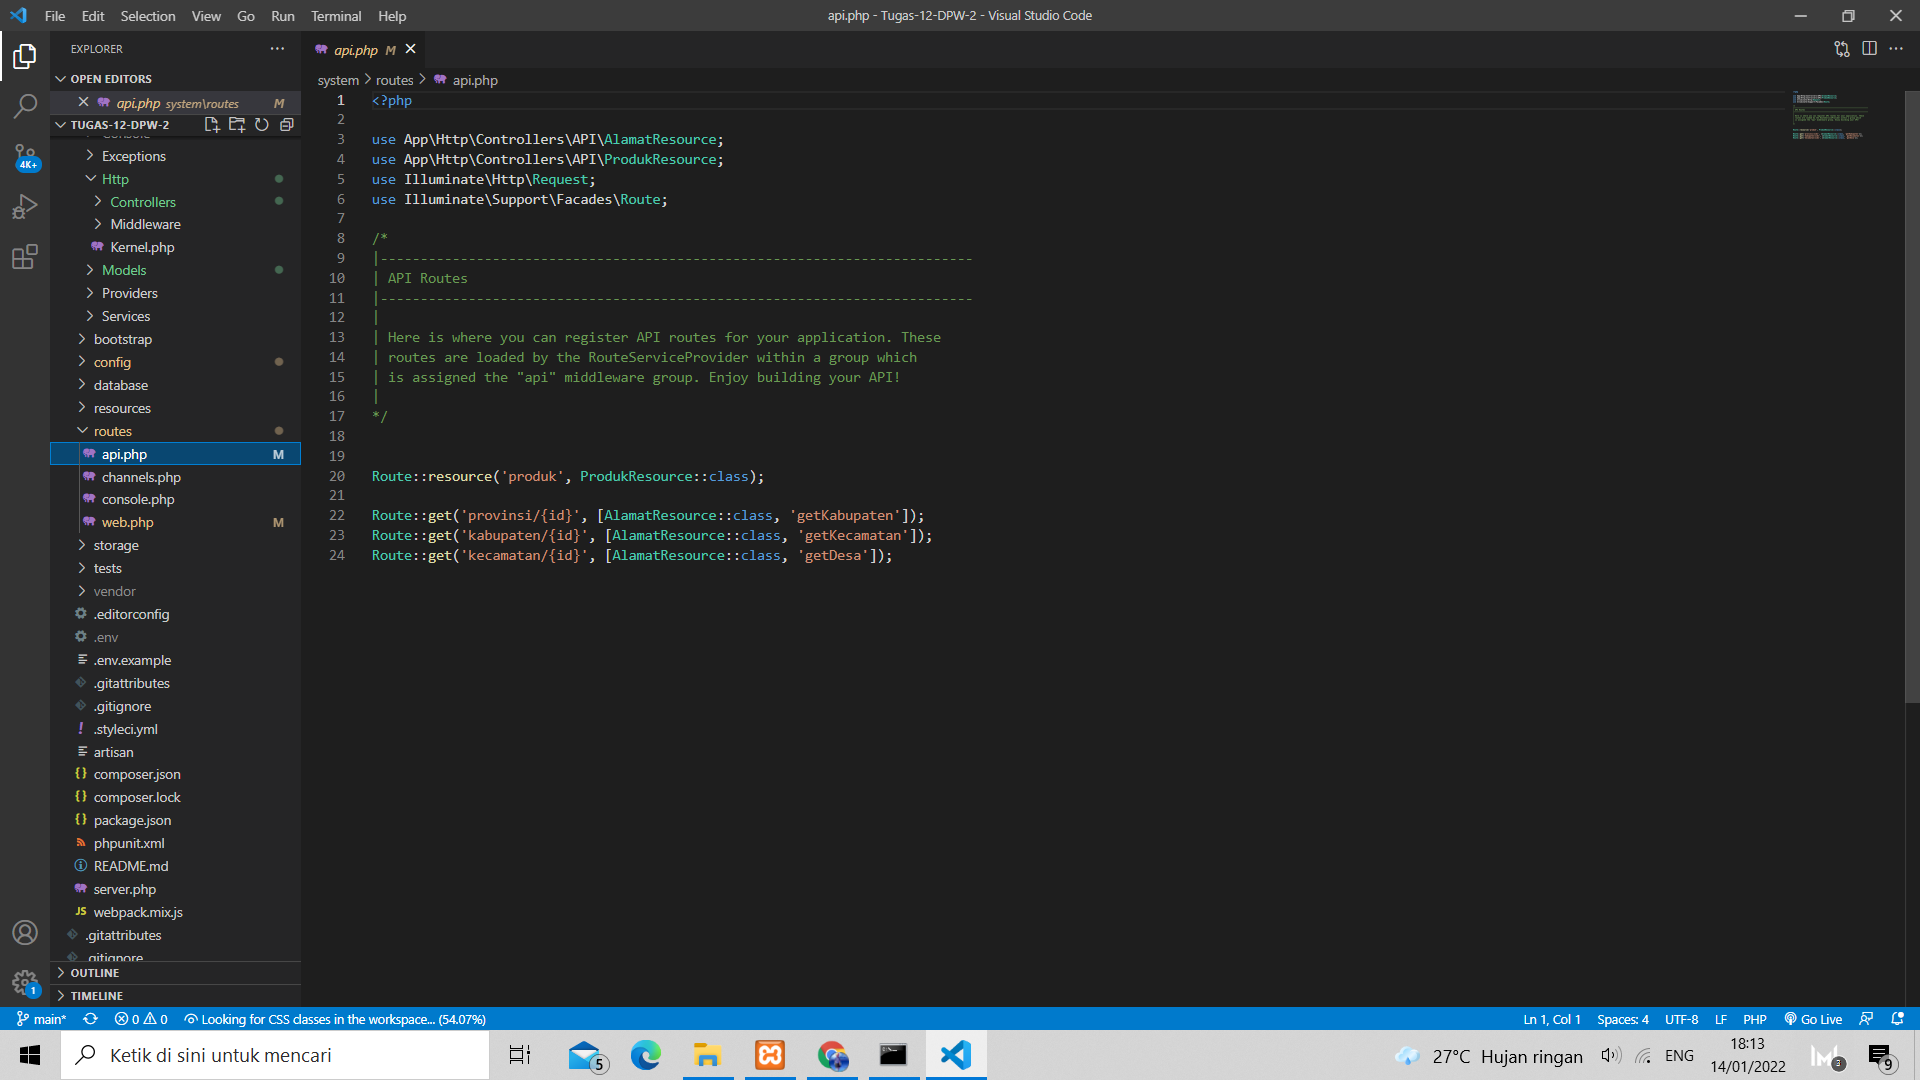 File Edit Selection View Go Run Terminal Help
api.php - Tugas-12-DPW-2 - Visual Studio Code
EXPLORER
OPEN EDITORS
api.php system\routes M
TUGAS-12-DPW-2
Console
Exceptions
Http
Controllers
Middleware
Kernel.php
Models
Providers
Services
bootstrap
config
database
resources
routes
api.php M
channels.php
console.php
web.php M
storage
tests
vendor
.editorconfig
.env
.env.example
.gitattributes
.gitignore
.styleci.yml
artisan
composer.json
composer.lock
package.json
phpunit.xml
README.md
server.php
webpack.mix.js
.gitattributes
.gitignore
OUTLINE
TIMELINE
4K+
1
api.php M
system > routes > api.php
1 <?php
2
3 use App\Http\Controllers\API\AlamatResource;
4 use App\Http\Controllers\API\ProdukResource;
5 use Illuminate\Http\Request;
6 use Illuminate\Support\Facades\Route;
7
8 /*
9 |--------------------------------------------------------------------------
10 | API Routes
11 |--------------------------------------------------------------------------
12 |
13 | Here is where you can register API routes for your application. These
14 | routes are loaded by the RouteServiceProvider within a group which
15 | is assigned the "api" middleware group. Enjoy building your API!
16 |
17 */
18
19
20 Route::resource('produk', ProdukResource::class);
21
22 Route::get('provinsi/{id}', [AlamatResource::class, 'getKabupaten']);
23 Route::get('kabupaten/{id}', [AlamatResource::class, 'getKecamatan']);
24 Route::get('kecamatan/{id}', [AlamatResource::class, 'getDesa']);
main* 0 0 Looking for CSS classes in the workspace... (54.07%)
Ln 1, Col 1 Spaces: 4 UTF-8 LF PHP Go Live
Ketik di sini untuk mencari
5
27°C Hujan ringan ENG
18:13
14/01/2022
3
9